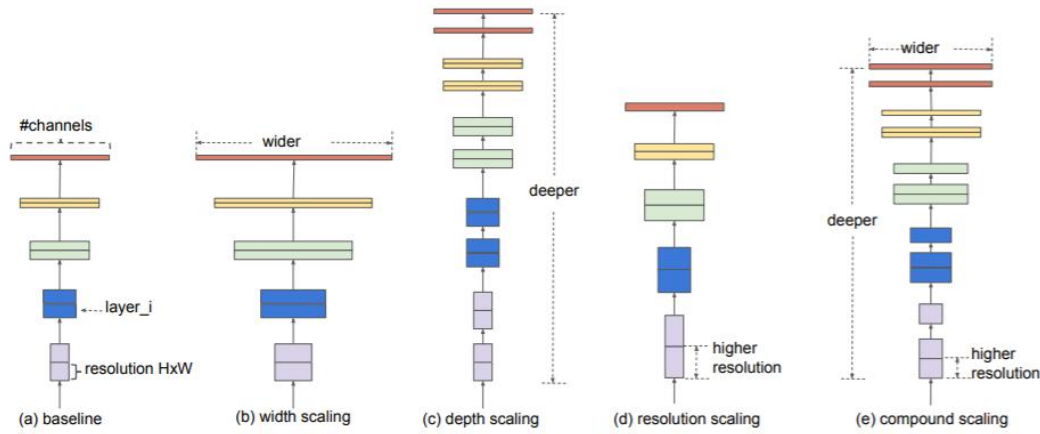 #channels
layer_i
resolution HxW
(a) baseline
wider
(b) width scaling
deeper
(c) depth scaling
higher
resolution
(d) resolution scaling
wider
deeper
higher
resolution
(e) compound scaling